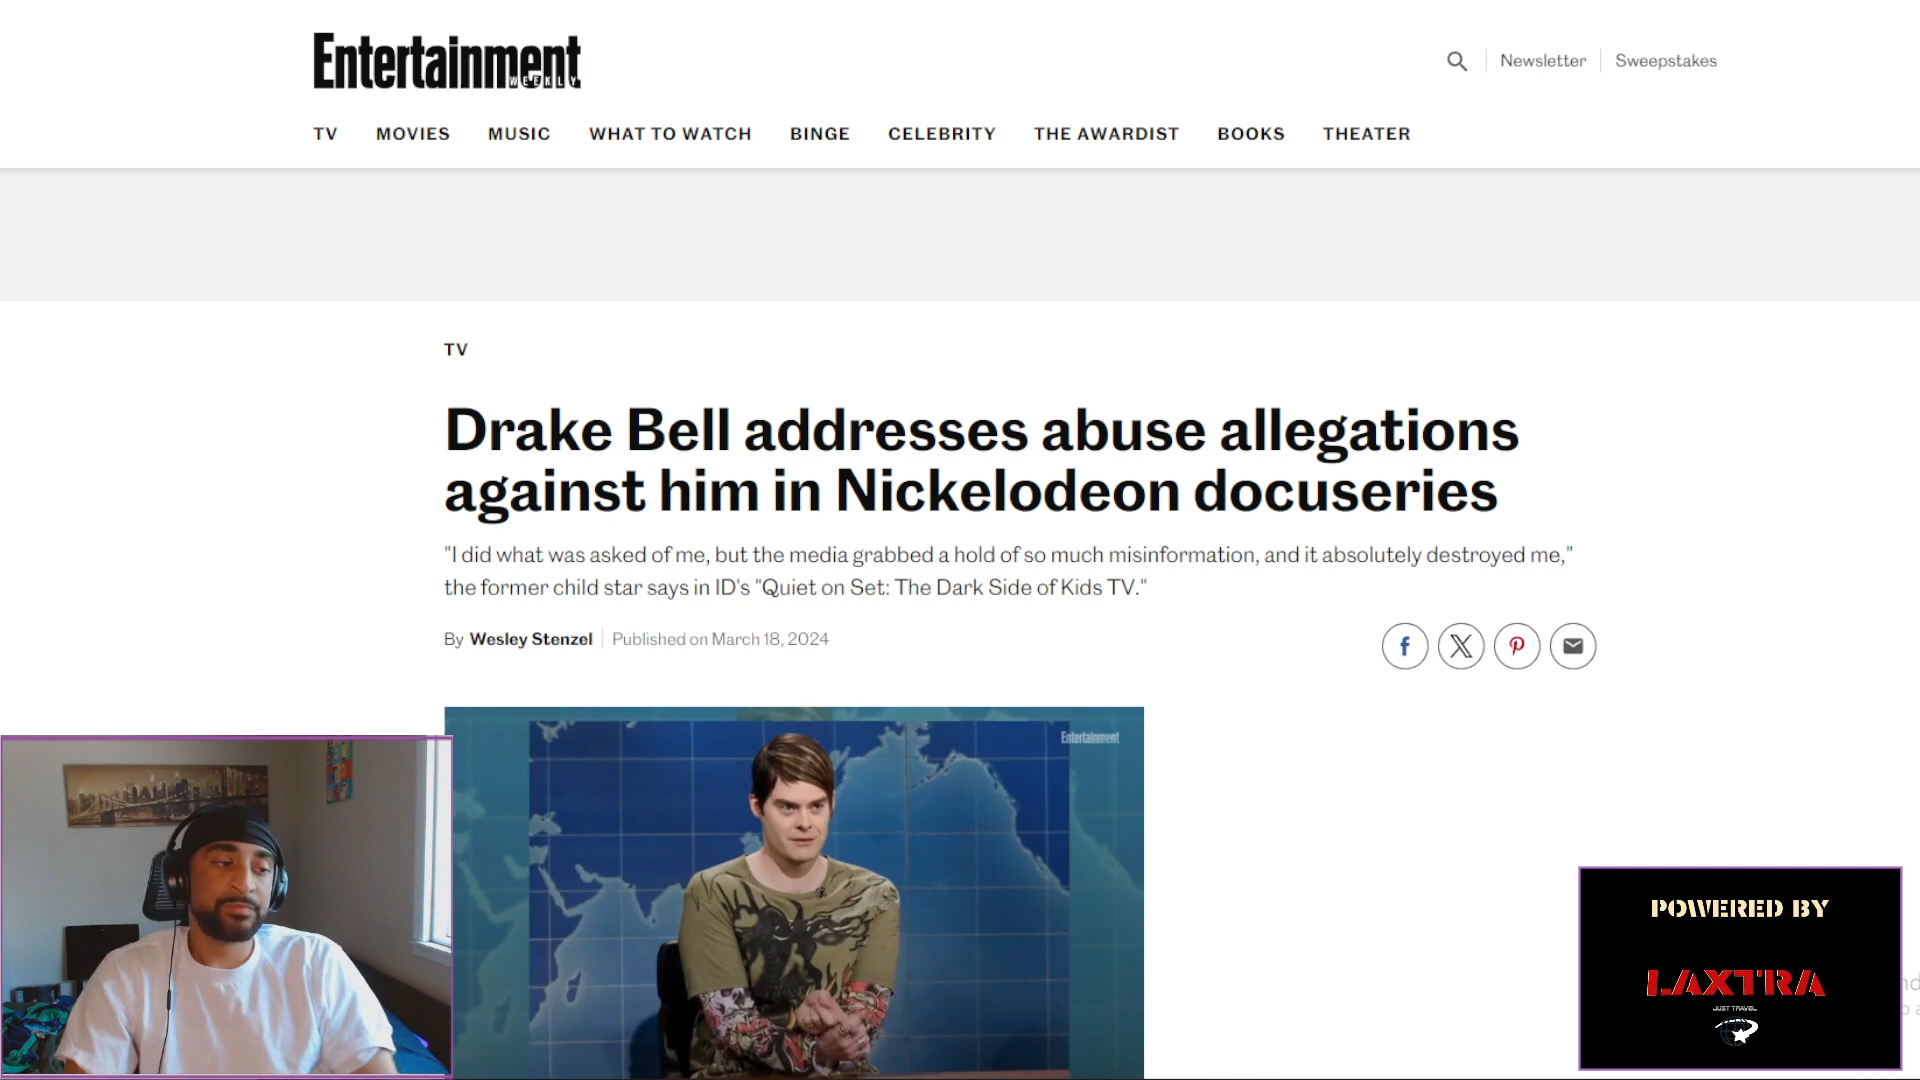 Entertainment
WEEKLY
Newsletter
Sweepstakes
TV MOVIES MUSIC WHAT TO WATCH BINGE CELEBRITY THE AWARDIST BOOKS THEATER
TV
Drake Bell addresses abuse allegations
against him in Nickelodeon docuseries
"I did what was asked of me, but the media grabbed a hold of so much misinformation, and it absolutely destroyed me,"
the former child star says in ID's "Quiet on Set: The Dark Side of Kids TV."
By Wesley Stenzel Published on March 18, 2024
Entertainment
POWERED BY
LAXTRA
JUST TRAVEL